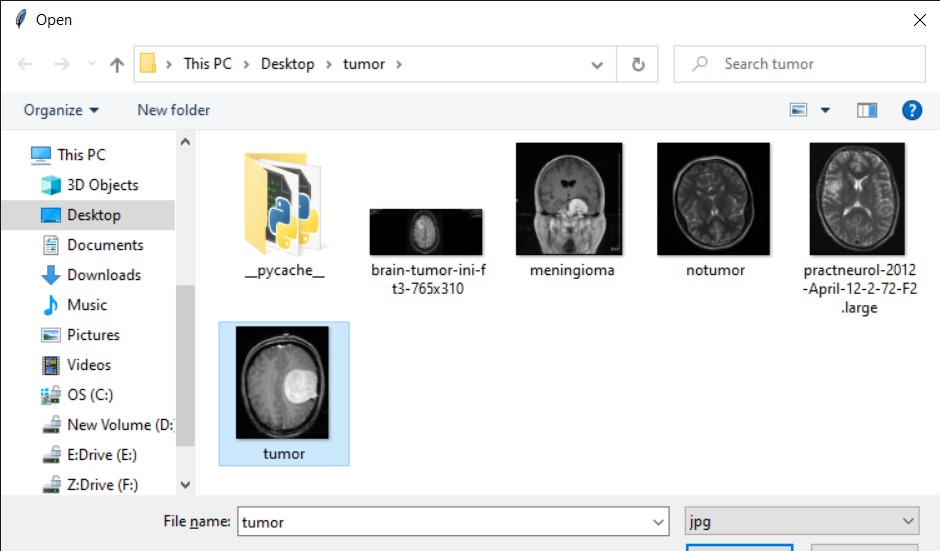 Open
This PC
Desktop
tumor
Search tumor
Organize
New folder
This PC
3D Objects
Desktop
Documents
Downloads
Music
Pictures
Videos
OS (C:)
New Volume (D:
E:Drive (E:)
Z:Drive (F:)
__pycache__
brain-tumor-ini-f
t3-765x310
meningioma
notumor
practneurol-2012
-April-12-2-72-F2
.large
tumor
File name:
tumor
jpg